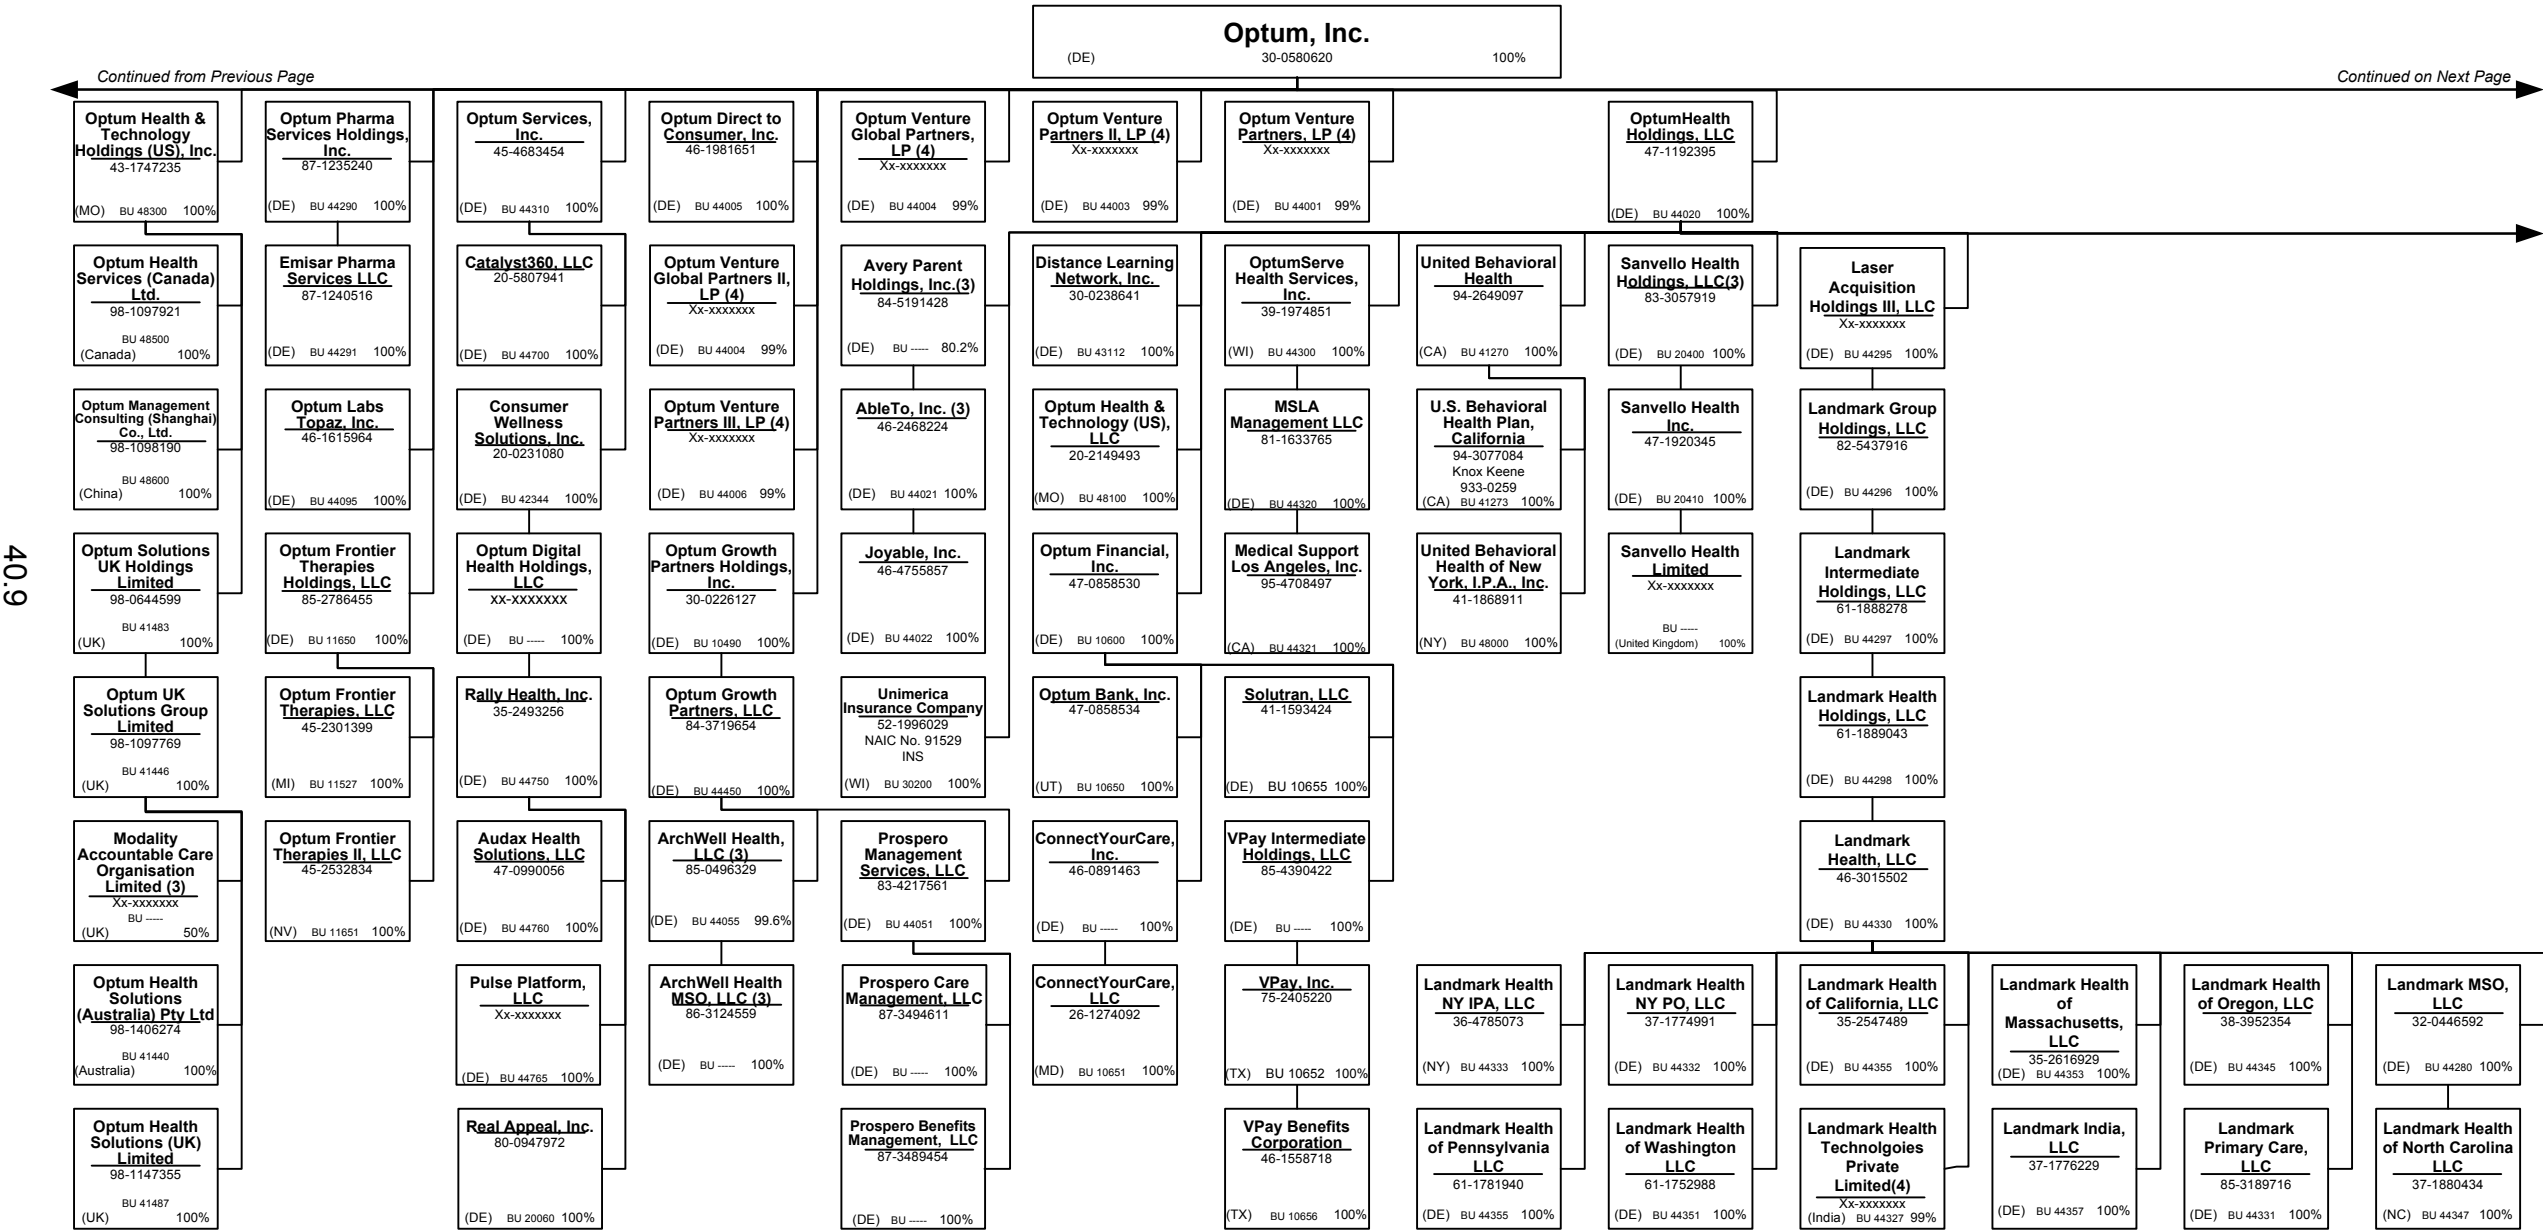 Optum, Inc.
(DE) 30-0580620 100%
Continued from Previous Page
Continued on Next Page
Optum Health &
Technology
Holdings (US), Inc.
43-1747235
(MO) BU 48300 100%
Optum Pharma
Services Holdings,
Inc.
87-1235240
(DE) BU 44290 100%
Optum Services,
Inc.
45-4683454
(DE) BU 44310 100%
Optum Direct to
Consumer, Inc.
46-1981651
(DE) BU 44005 100%
Optum Venture
Global Partners,
LP (4)
Xx-xxxxxxx
(DE) BU 44004 99%
Optum Venture
Partners II, LP (4)
Xx-xxxxxxx
(DE) BU 44003 99%
Optum Venture
Partners, LP (4)
Xx-xxxxxxx
(DE) BU 44001 99%
OptumHealth
Holdings, LLC
47-1192395
(DE) BU 44020 100%
Optum Health
Services (Canada)
Ltd.
98-1097921
BU 48500
(Canada) 100%
Emisar Pharma
Services LLC
87-1240516
(DE) BU 44291 100%
Catalyst360, LLC
20-5807941
(DE) BU 44700 100%
Optum Venture
Global Partners II,
LP (4)
Xx-xxxxxxx
(DE) BU 44004 99%
Avery Parent
Holdings, Inc.(3)
84-5191428
(DE) BU ----- 80.2%
Distance Learning
Network, Inc.
30-0238641
(DE) BU 43112 100%
OptumServe
Health Services,
Inc.
39-1974851
(WI) BU 44300 100%
United Behavioral
Health
94-2649097
(CA) BU 41270 100%
Sanvello Health
Holdings, LLC(3)
83-3057919
(DE) BU 20400 100%
Laser
Acquisition
Holdings III, LLC
Xx-xxxxxxx
(DE) BU 44295 100%
Optum Management
Consulting (Shanghai)
Co., Ltd.
98-1098190
BU 48600
(China) 100%
Optum Labs
Topaz, Inc.
46-1615964
(DE) BU 44095 100%
Consumer
Wellness
Solutions, Inc.
20-0231080
(DE) BU 42344 100%
Optum Venture
Partners III, LP (4)
Xx-xxxxxxx
(DE) BU 44006 99%
AbleTo, Inc. (3)
46-2468224
(DE) BU 44021 100%
Optum Health &
Technology (US),
LLC
20-2149493
(MO) BU 48100 100%
MSLA
Management LLC
81-1633765
(DE) BU 44320 100%
U.S. Behavioral
Health Plan,
California
94-3077084
Knox Keene
933-0259
(CA) BU 41273 100%
Sanvello Health
Inc.
47-1920345
(DE) BU 20410 100%
Landmark Group
Holdings, LLC
82-5437916
(DE) BU 44296 100%
40.9
Optum Solutions
UK Holdings
Limited
98-0644599
BU 41483
(UK) 100%
Optum Frontier
Therapies
Holdings, LLC
85-2786455
(DE) BU 11650 100%
Optum Digital
Health Holdings,
LLC
xx-xxxxxxx
(DE) BU ----- 100%
Optum Growth
Partners Holdings,
Inc.
30-0226127
(DE) BU 10490 100%
Joyable, Inc.
46-4755857
(DE) BU 44022 100%
Optum Financial,
Inc.
47-0858530
(DE) BU 10600 100%
Medical Support
Los Angeles, Inc.
95-4708497
(CA) BU 44321 100%
United Behavioral
Health of New
York, I.P.A., Inc.
41-1868911
(NY) BU 48000 100%
Sanvello Health
Limited
Xx-xxxxxxx
BU -----
(United Kingdom) 100%
Landmark
Intermediate
Holdings, LLC
61-1888278
(DE) BU 44297 100%
Optum UK
Solutions Group
Limited
98-1097769
BU 41446
(UK) 100%
Optum Frontier
Therapies, LLC
45-2301399
(MI) BU 11527 100%
Rally Health, Inc.
35-2493256
(DE) BU 44750 100%
Optum Growth
Partners, LLC
84-3719654
(DE) BU 44450 100%
Unimerica
Insurance Company
52-1996029
NAIC No. 91529
INS
(WI) BU 30200 100%
Optum Bank, Inc.
47-0858534
(UT) BU 10650 100%
Solutran, LLC
41-1593424
(DE) BU 10655 100%
Landmark Health
Holdings, LLC
61-1889043
(DE) BU 44298 100%
Modality
Accountable Care
Organisation
Limited (3)
Xx-xxxxxxx
BU -----
(UK) 50%
Optum Frontier
Therapies II, LLC
45-2532834
(NV) BU 11651 100%
Audax Health
Solutions, LLC
47-0990056
(DE) BU 44760 100%
ArchWell Health,
LLC (3)
85-0496329
(DE) BU 44055 99.6%
Prospero
Management
Services, LLC
83-4217561
(DE) BU 44051 100%
ConnectYourCare,
Inc.
46-0891463
(DE) BU ----- 100%
VPay Intermediate
Holdings, LLC
85-4390422
(DE) BU ----- 100%
Landmark
Health, LLC
46-3015502
(DE) BU 44330 100%
Optum Health
Solutions
(Australia) Pty Ltd
98-1406274
BU 41440
(Australia) 100%
Pulse Platform,
LLC
Xx-xxxxxxx
(DE) BU 44765 100%
ArchWell Health
MSO, LLC (3)
86-3124559
(DE) BU ----- 100%
Prospero Care
Management, LLC
87-3494611
(DE) BU ----- 100%
ConnectYourCare,
LLC
26-1274092
(MD) BU 10651 100%
VPay, Inc.
75-2405220
(TX) BU 10652 100%
Landmark Health
NY IPA, LLC
36-4785073
(NY) BU 44333 100%
Landmark Health
NY PO, LLC
37-1774991
(DE) BU 44332 100%
Landmark Health
of California, LLC
35-2547489
(DE) BU 44355 100%
Landmark Health
of
Massachusetts,
LLC
35-2616929
(DE) BU 44353 100%
Landmark Health
of Oregon, LLC
38-3952354
(DE) BU 44345 100%
Landmark MSO,
LLC
32-0446592
(DE) BU 44280 100%
Optum Health
Solutions (UK)
Limited
98-1147355
BU 41487
(UK) 100%
Real Appeal, Inc.
80-0947972
(DE) BU 20060 100%
Prospero Benefits
Management, LLC
87-3489454
(DE) BU ----- 100%
VPay Benefits
Corporation
46-1558718
(TX) BU 10656 100%
Landmark Health
of Pennsylvania
LLC
61-1781940
(DE) BU 44355 100%
Landmark Health
of Washington
LLC
61-1752988
(DE) BU 44351 100%
Landmark Health
Technolgoies
Private
Limited(4)
Xx-xxxxxxx
(India) BU 44327 99%
Landmark India,
LLC
37-1776229
(DE) BU 44357 100%
Landmark
Primary Care,
LLC
85-3189716
(DE) BU 44331 100%
Landmark Health
of North Carolina
LLC
37-1880434
(NC) BU 44347 100%